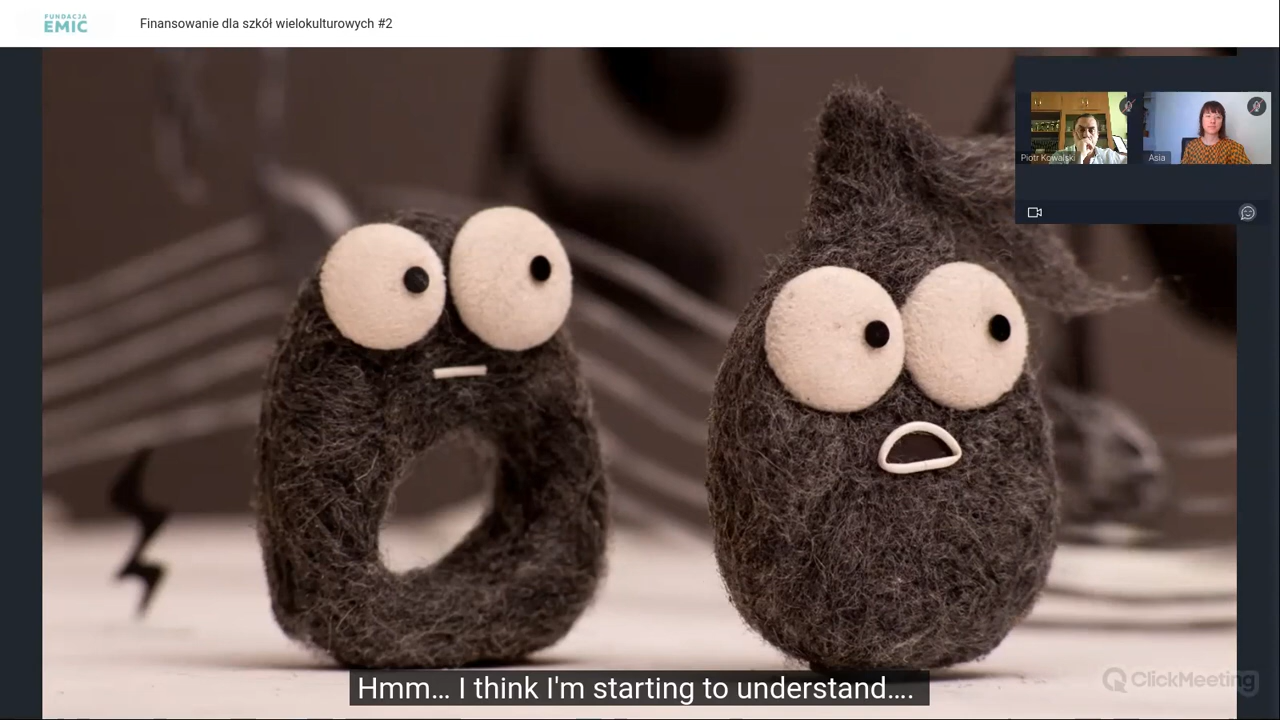 FUNDACJA
EMIC
Finansowanie dla szkół wielokulturowych #2
Piotr Kowalski
Asia
Hmm... I think I'm starting to understand....
ClickMeeting